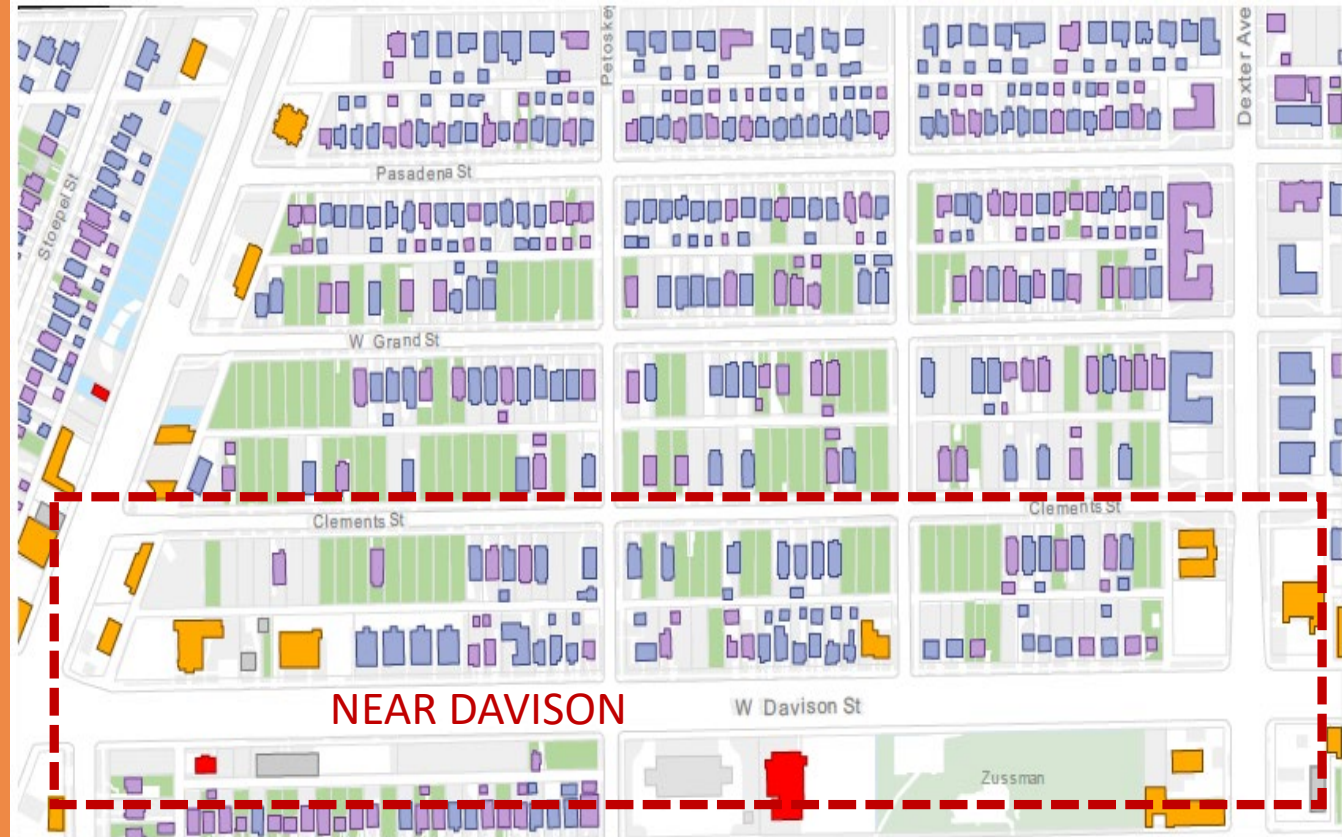 Petoskey
Dexter Ave
Stoepel St
Pasadena St
W Grand St
Clements St
Clements St
NEAR DAVISON
W Davison St
Zussman